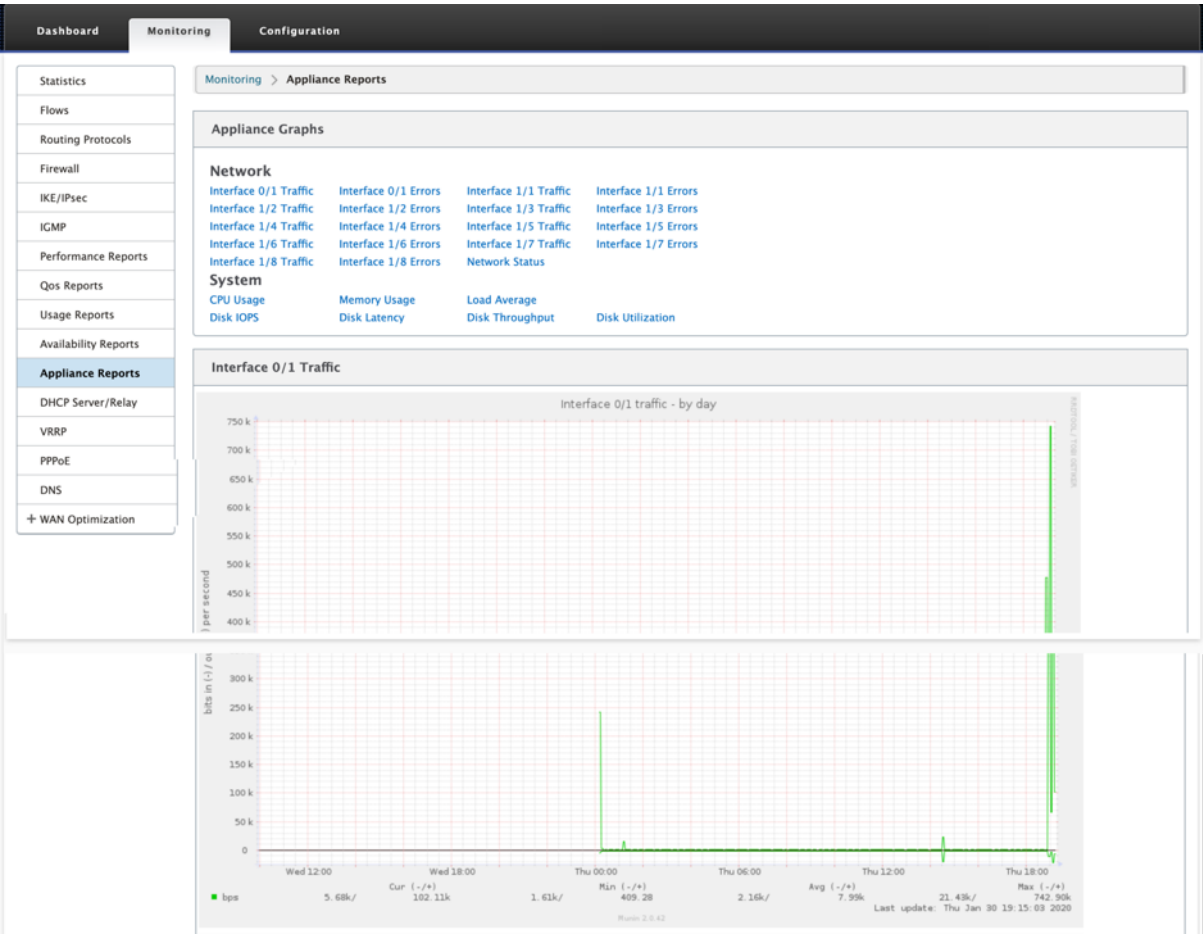 Dashboard Monitoring Configuration
Statistics
Flows
Routing Protocols
Firewall
IKE/IPsec
IGMP
Performance Reports
Qos Reports
Usage Reports
Availability Reports
Appliance Reports
DHCP Server/Relay
VRRP
PPPoE
DNS
+ WAN Optimization
Monitoring > Appliance Reports
Appliance Graphs
Network
Interface 0/1 Traffic Interface 0/1 Errors Interface 1/1 Traffic Interface 1/1 Errors
Interface 1/2 Traffic Interface 1/2 Errors Interface 1/3 Traffic Interface 1/3 Errors
Interface 1/4 Traffic Interface 1/4 Errors Interface 1/5 Traffic Interface 1/5 Errors
Interface 1/6 Traffic Interface 1/6 Errors Interface 1/7 Traffic Interface 1/7 Errors
Interface 1/8 Traffic Interface 1/8 Errors Network Status
System
CPU Usage Memory Usage Load Average
Disk IOPS Disk Latency Disk Throughput Disk Utilization
Interface 0/1 Traffic
Interface 0/1 traffic - by day
RRDTOOL / TOBI OETIKER
750 k
700 k
650 k
600 k
550 k
500 k
450 k
400 k
) per second
bits in (-) / ou
300 k
250 k
200 k
150 k
100 k
50 k
0
Wed 12:00 Wed 18:00 Thu 00:00 Thu 06:00 Thu 12:00 Thu 18:00
Cur (-/+) Min (-/+) Avg (-/+) Max (-/+)
bps 5.68k/ 102.11k 1.61k/ 409.28 2.16k/ 7.99k 21.43k/ 742.90k
Last update: Thu Jan 30 19:15:03 2020
Munin 2.0.42